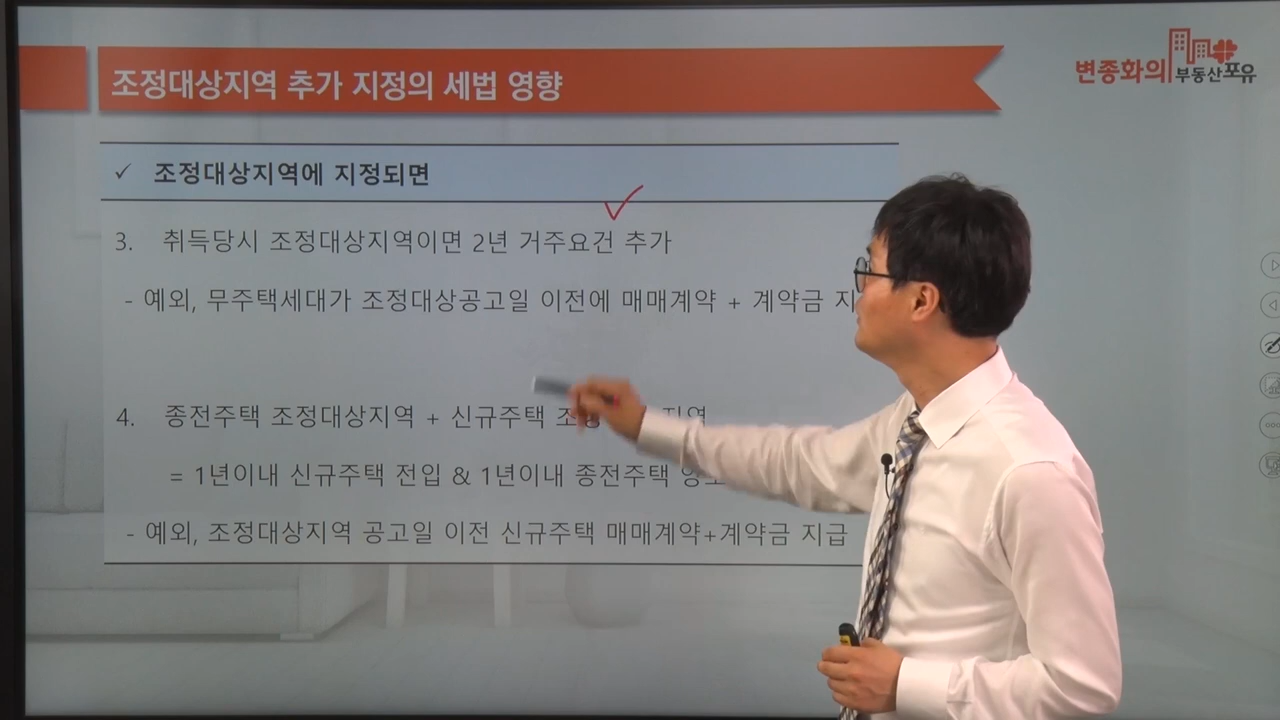 조정대상지역 추가 지정의 세법 영향
변종화의 부동산포유
✓ 조정대상지역에 지정되면
3. 취득당시 조정대상지역이면 2년 거주요건 추가
- 예외, 무주택세대가 조정대상공고일 이전에 매매계약 + 계약금 지
4. 종전주택 조정대상지역 + 신규주택 지역
= 1년이내 신규주택 전입 & 1년이내 종전주택
- 예외, 조정대상지역 공고일 이전 신규주택 매매계약+계약금 지급